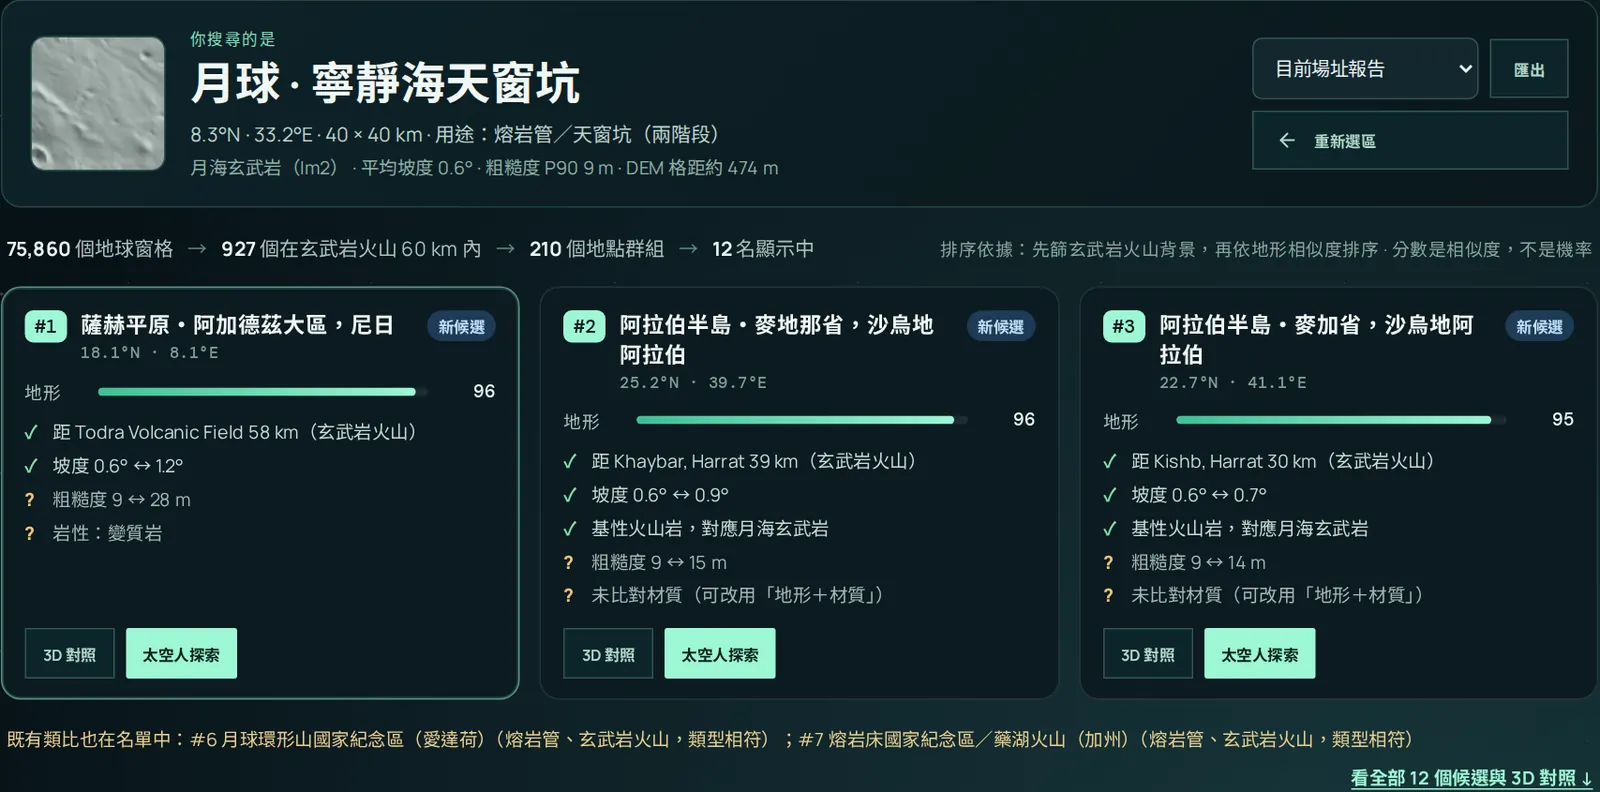 你搜尋的是
月球 · 寧靜海天窗坑
8.3°N · 33.2°E · 40 × 40 km · 用途：熔岩管／天窗坑（兩階段）
月海玄武岩（Im2） · 平均坡度 0.6° · 粗糙度 P90 9 m · DEM 格距約 474 m
目前場址報告
匯出
← 重新選區
75,860 個地球窗格 → 927 個在玄武岩火山 60 km 內 → 210 個地點群組 → 12 名顯示中
排序依據：先篩玄武岩火山背景，再依地形相似度排序 · 分數是相似度，不是機率
#1 薩赫平原・阿加德茲大區，尼日 新候選
18.1°N · 8.1°E
地形 96
✓ 距 Todra Volcanic Field 58 km（玄武岩火山）
✓ 坡度 0.6° ↔ 1.2°
? 粗糙度 9 ↔ 28 m
? 岩性：變質岩
3D 對照 太空人探索
#2 阿拉伯半島・麥地那省，沙烏地 新候選
阿拉伯
25.2°N · 39.7°E
地形 96
✓ 距 Khaybar, Harrat 39 km（玄武岩火山）
✓ 坡度 0.6° ↔ 0.9°
✓ 基性火山岩，對應月海玄武岩
? 粗糙度 9 ↔ 15 m
? 未比對材質（可改用「地形＋材質」）
3D 對照 太空人探索
#3 阿拉伯半島・麥加省，沙烏地阿 新候選
拉伯
22.7°N · 41.1°E
地形 95
✓ 距 Kishb, Harrat 30 km（玄武岩火山）
✓ 坡度 0.6° ↔ 0.7°
✓ 基性火山岩，對應月海玄武岩
? 粗糙度 9 ↔ 14 m
? 未比對材質（可改用「地形＋材質」）
3D 對照 太空人探索
既有類比也在名單中：#6 月球環形山國家紀念區（愛達荷）（熔岩管、玄武岩火山，類型相符）；#7 熔岩床國家紀念區／藥湖火山（加州）（熔岩管、玄武岩火山，類型相符）
看全部 12 個候選與 3D 對照 ↓